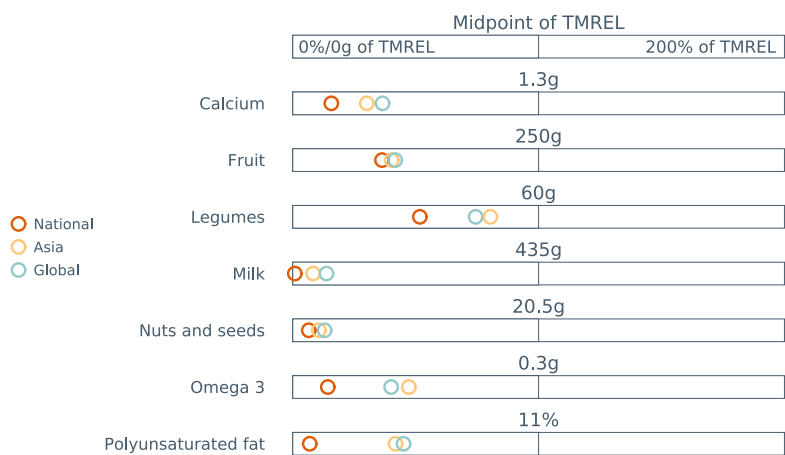 Midpoint of TMREL
0%/0g of TMREL 200% of TMREL
1.3g
Calcium
250g
Fruit
60g
Legumes
National
Asia
Global
435g
Milk
20.5g
Nuts and seeds
0.3g
Omega 3
11%
Polyunsaturated fat